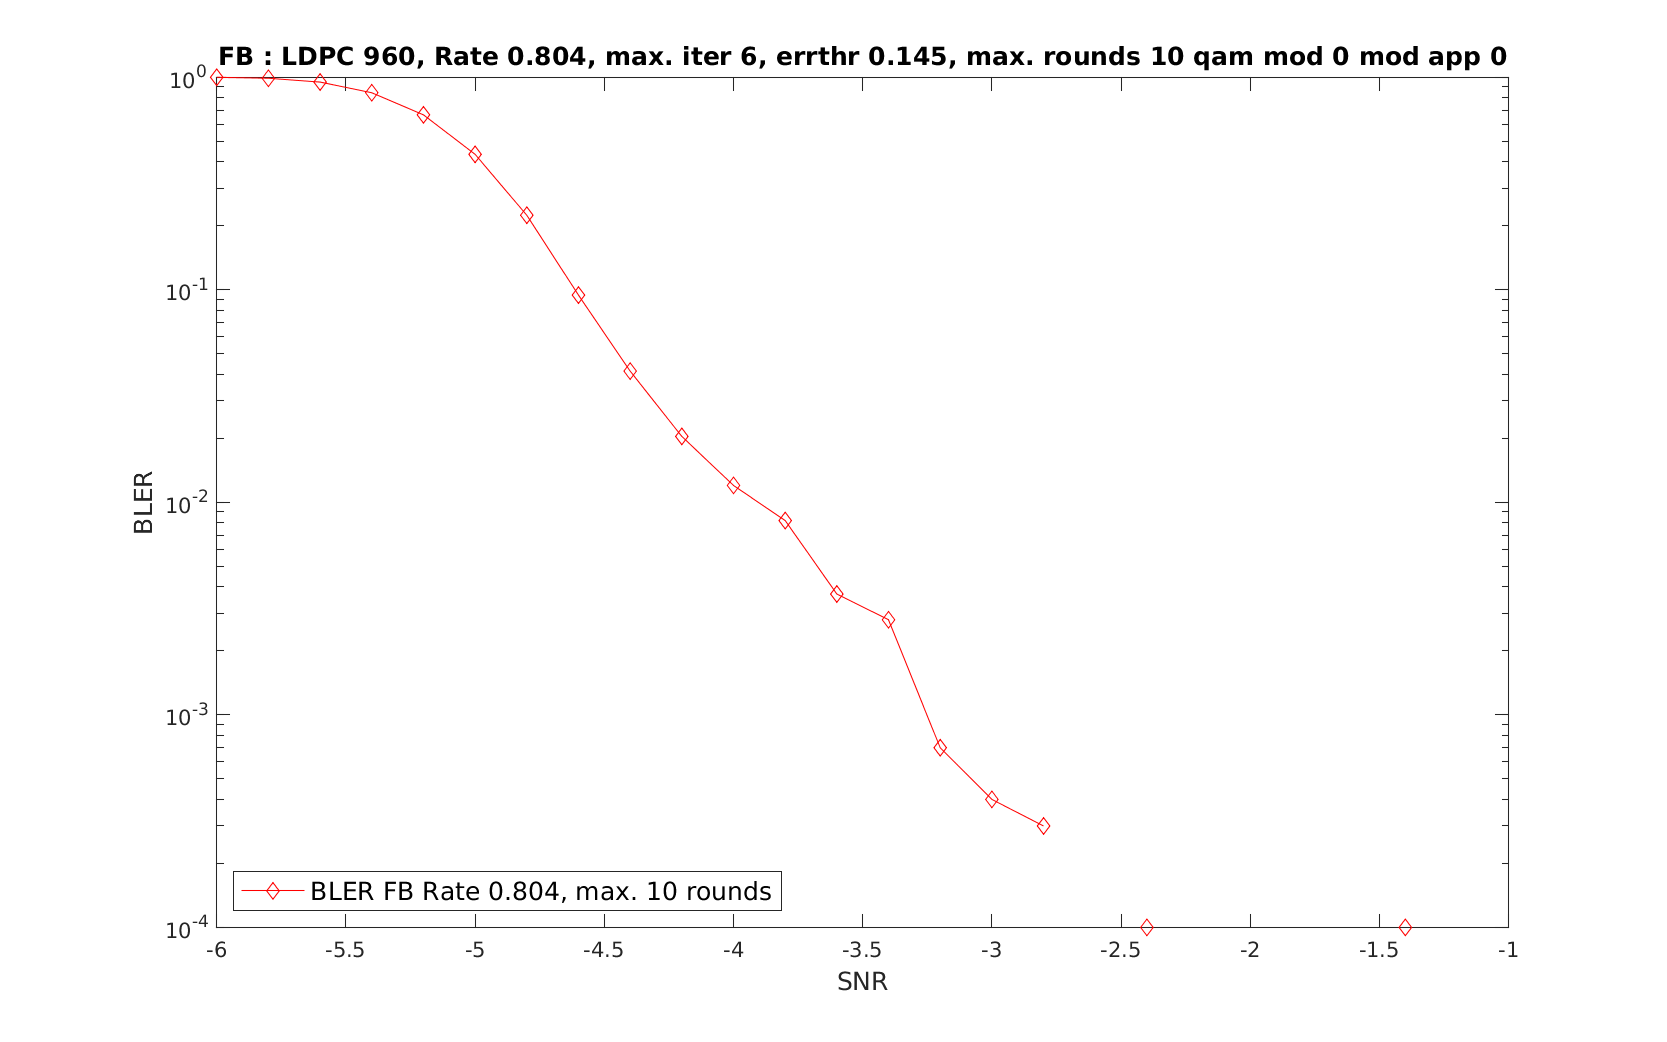 FB : LDPC 960, Rate 0.804, max. iter 6, errthr 0.145, max. rounds 10 qam mod 0 mod app 0
10^0
10^-1
10^-2
10^-3
10^-4
BLER
BLER FB Rate 0.804, max. 10 rounds
-6 -5.5 -5 -4.5 -4 -3.5 -3 -2.5 -2 -1.5 -1
SNR